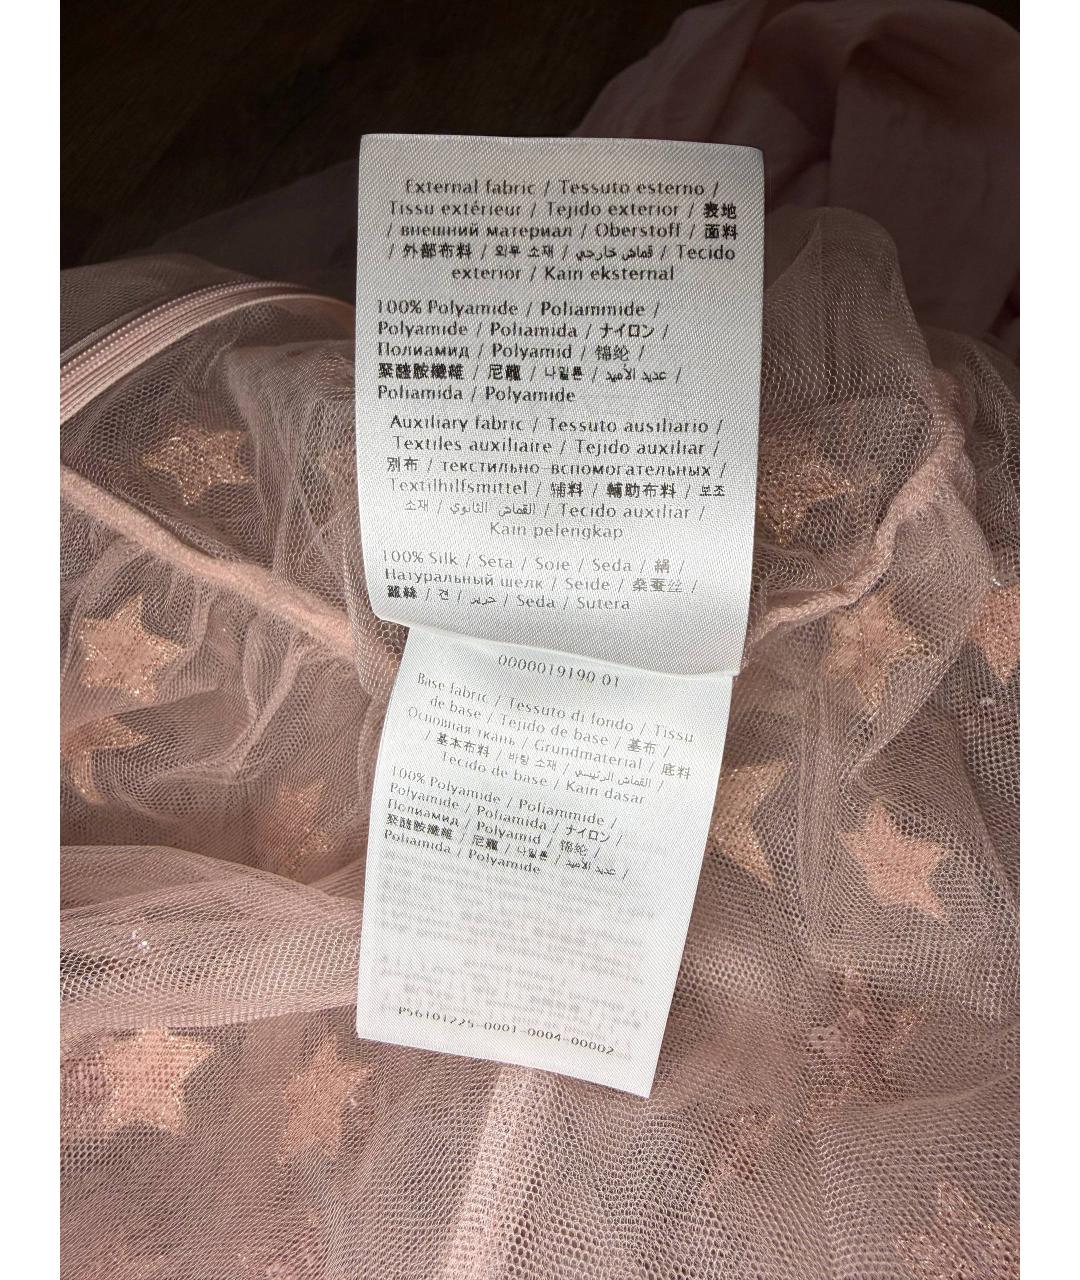 External fabric / Tessuto esterno /
Tissu extérieur / Tejido exterior / 表地
/ внешний материал / Oberstoff / 面料
/ 外部布料 / 외부 소재 / قماش خارجي / Tecido
exterior / Kain eksternal
100% Polyamide / Poliammide /
Polyamide / Poliamida / ナイロン /
Полиамид / Polyamid / 锦纶 /
聚醯胺纖維 / 尼龍 / 나일론 / عديد الأميد /
Poliamida / Polyamide
Auxiliary fabric / Tessuto ausiliario /
Textiles auxiliaire / Tejido auxiliar /
別布 / текстильно-вспомогательных /
Textilhilfsmittel / 辅料 / 輔助布料 / 보조
소재 / القماش الثانوي / Tecido auxiliar /
Kain pelengkap
100% Silk / Seta / Soie / Seda / 絹 /
Натуральный шелк / Seide / 桑蚕丝 /
蠶絲 / 견 / حرير / Seda / Sutera
0000019190 01
Base fabric / Tessuto di fondo / Tissu
de base / Tejido de base / 基布 /
Основная ткань / Grundmaterial / 底料
/ 基本布料 / 바탕 소재 / القماش الرئيسي /
Tecido de base / Kain dasar
100% Polyamide / Poliammide /
Polyamide / Poliamida / ナイロン /
Полиамид / Polyamid / 锦纶 /
聚醯胺纖維 / 尼龍 / 나일론 / عديد الأميد /
Poliamida / Polyamide
P56101225-0001-0004-00002